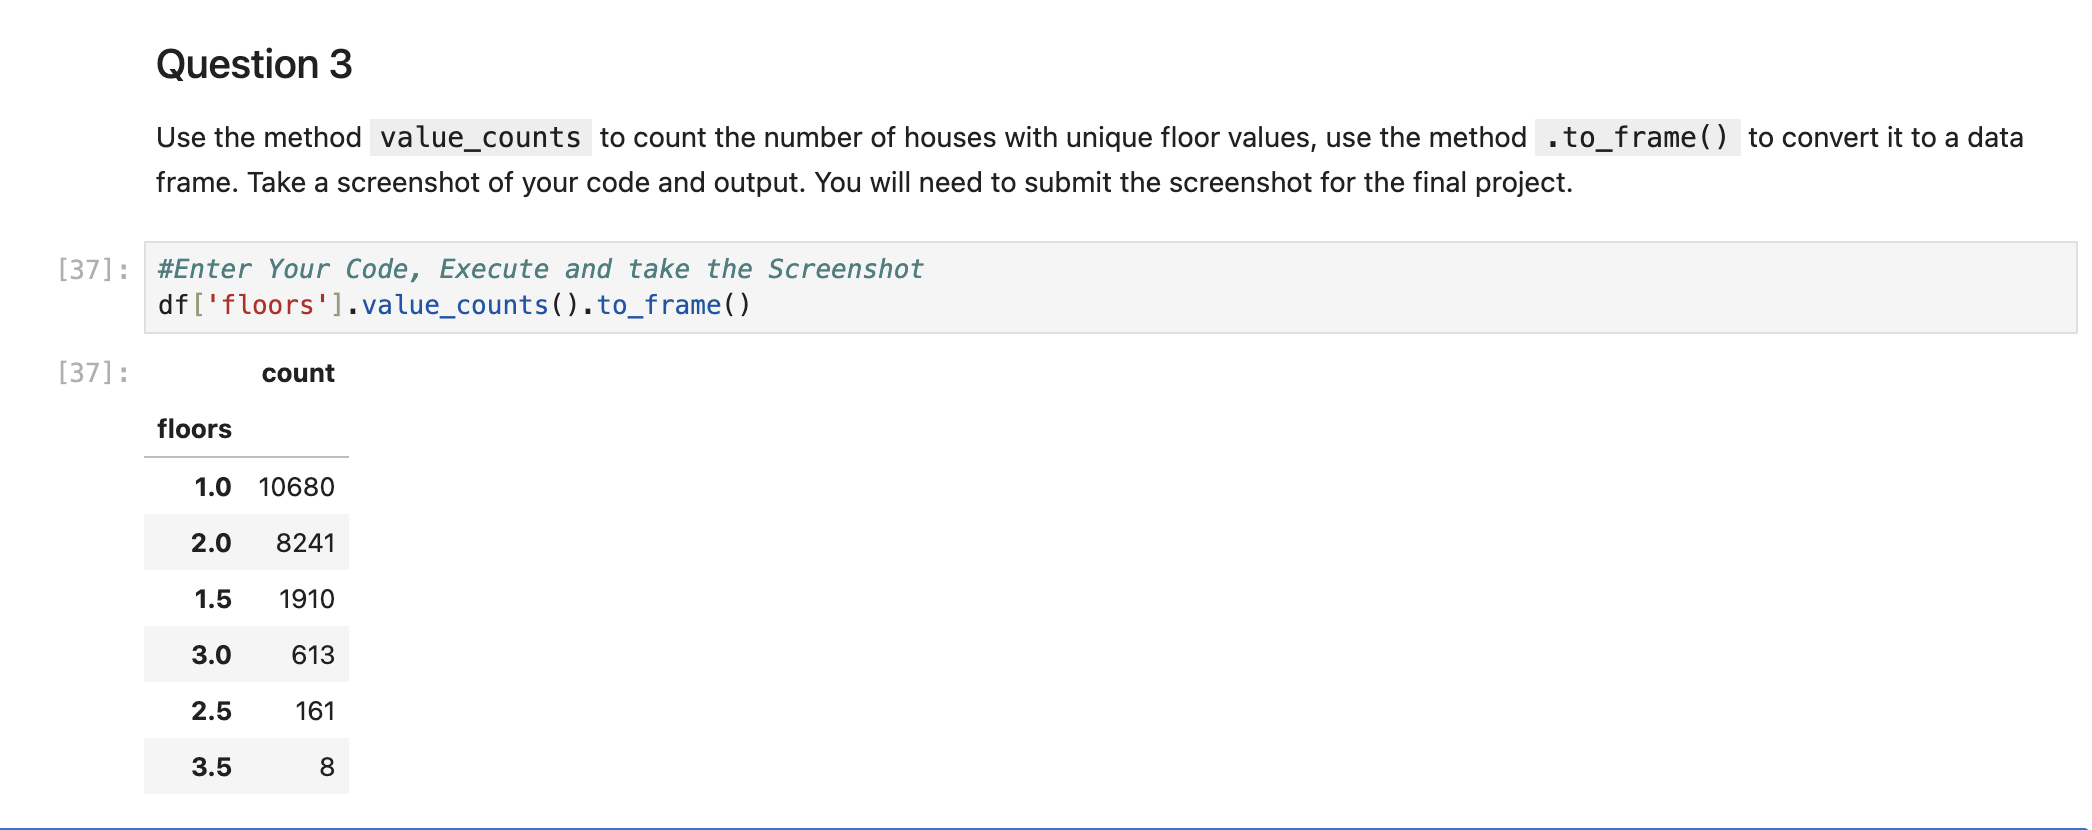 Question 3
Use the method value_counts to count the number of houses with unique floor values, use the method .to_frame() to convert it to a data
frame. Take a screenshot of your code and output. You will need to submit the screenshot for the final project.
[37]: #Enter Your Code, Execute and take the Screenshot
df['floors'].value_counts().to_frame()
[37]: count
floors
1.0 10680
2.0 8241
1.5 1910
3.0 613
2.5 161
3.5 8